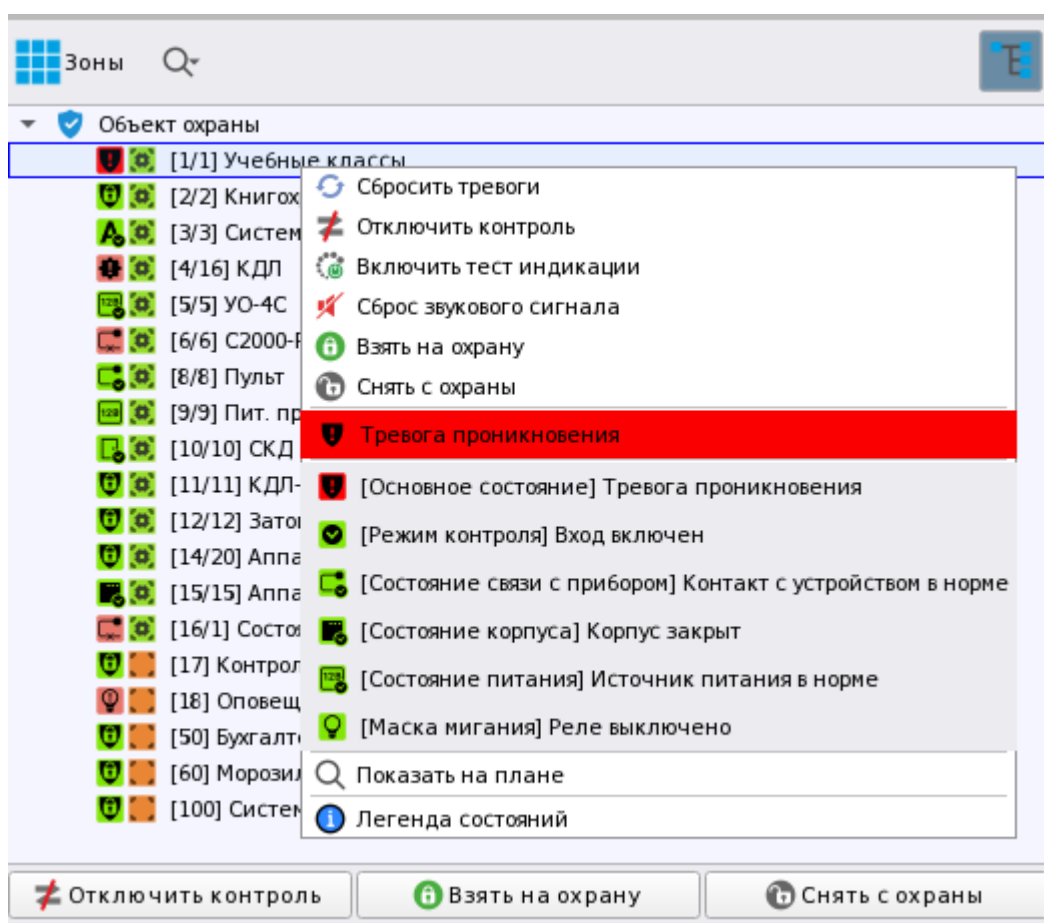 Зоны
Объект охраны
[1/1] Учебные классы
Сбросить тревоги
[2/2] Книгох
Отключить контроль
[3/3] Систем
Включить тест индикации
[4/16] КДЛ
Сброс звукового сигнала
[5/5] УО-4С
Взять на охрану
[6/6] С2000-
[8/8] Пульт
Снять с охраны
[9/9] Пит. пр
Тревога проникновения
[10/10] СКД
[11/11] КДЛ-
[Основное состояние] Тревога проникновения
[12/12] Зато
[Режим контроля] Вход включен
[14/20] Аппа
[15/15] Аппа
[Состояние связи с прибором] Контакт с устройством в норме
[16/1] Состо
[Состояние корпуса] Корпус закрыт
[17] Контрол
[Состояние питания] Источник питания в норме
[18] Оповещ
[Маска мигания] Реле выключено
[50] Бухгалт
[60] Морозил
Показать на плане
[100] Систем
Легенда состояний
Отключить контроль
Взять на охрану
Снять с охраны